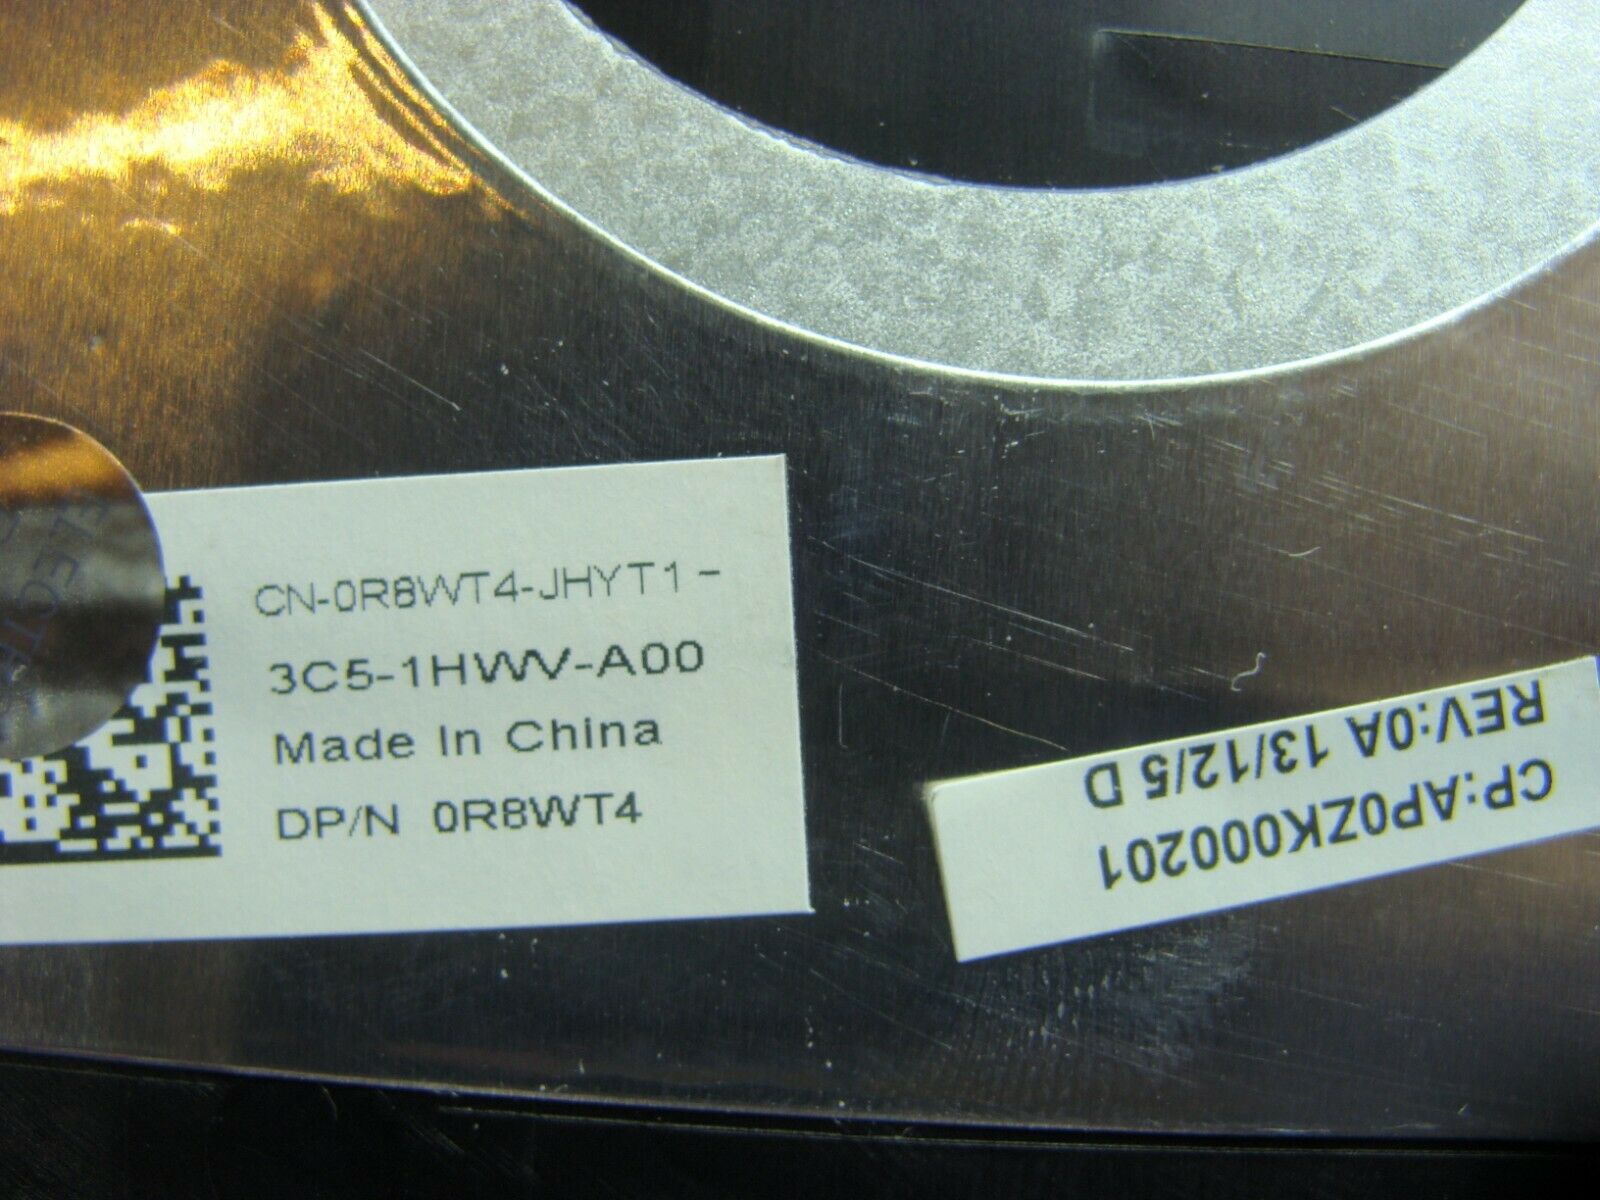 CN-0R8WT4-JHYT1-
3C5-1HWV-A00
Made In China
DP/N 0R8WT4
CP:AP0ZK000201
REV:0A 13/12/5 D